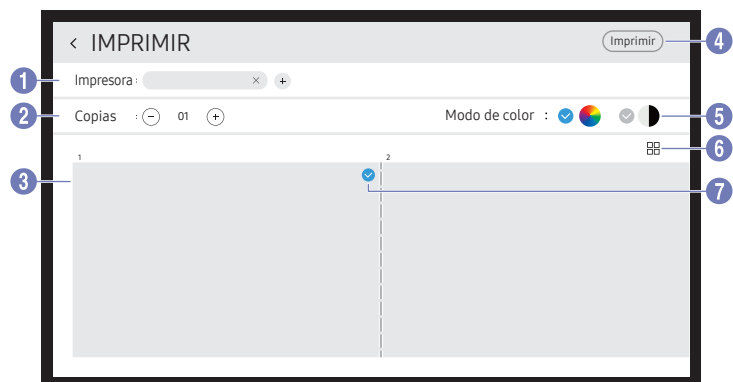 < IMPRIMIR
Imprimir
4
1
Impresora :
× +
2
Copias : − 01 +
Modo de color :
5
6
1
2
3
7